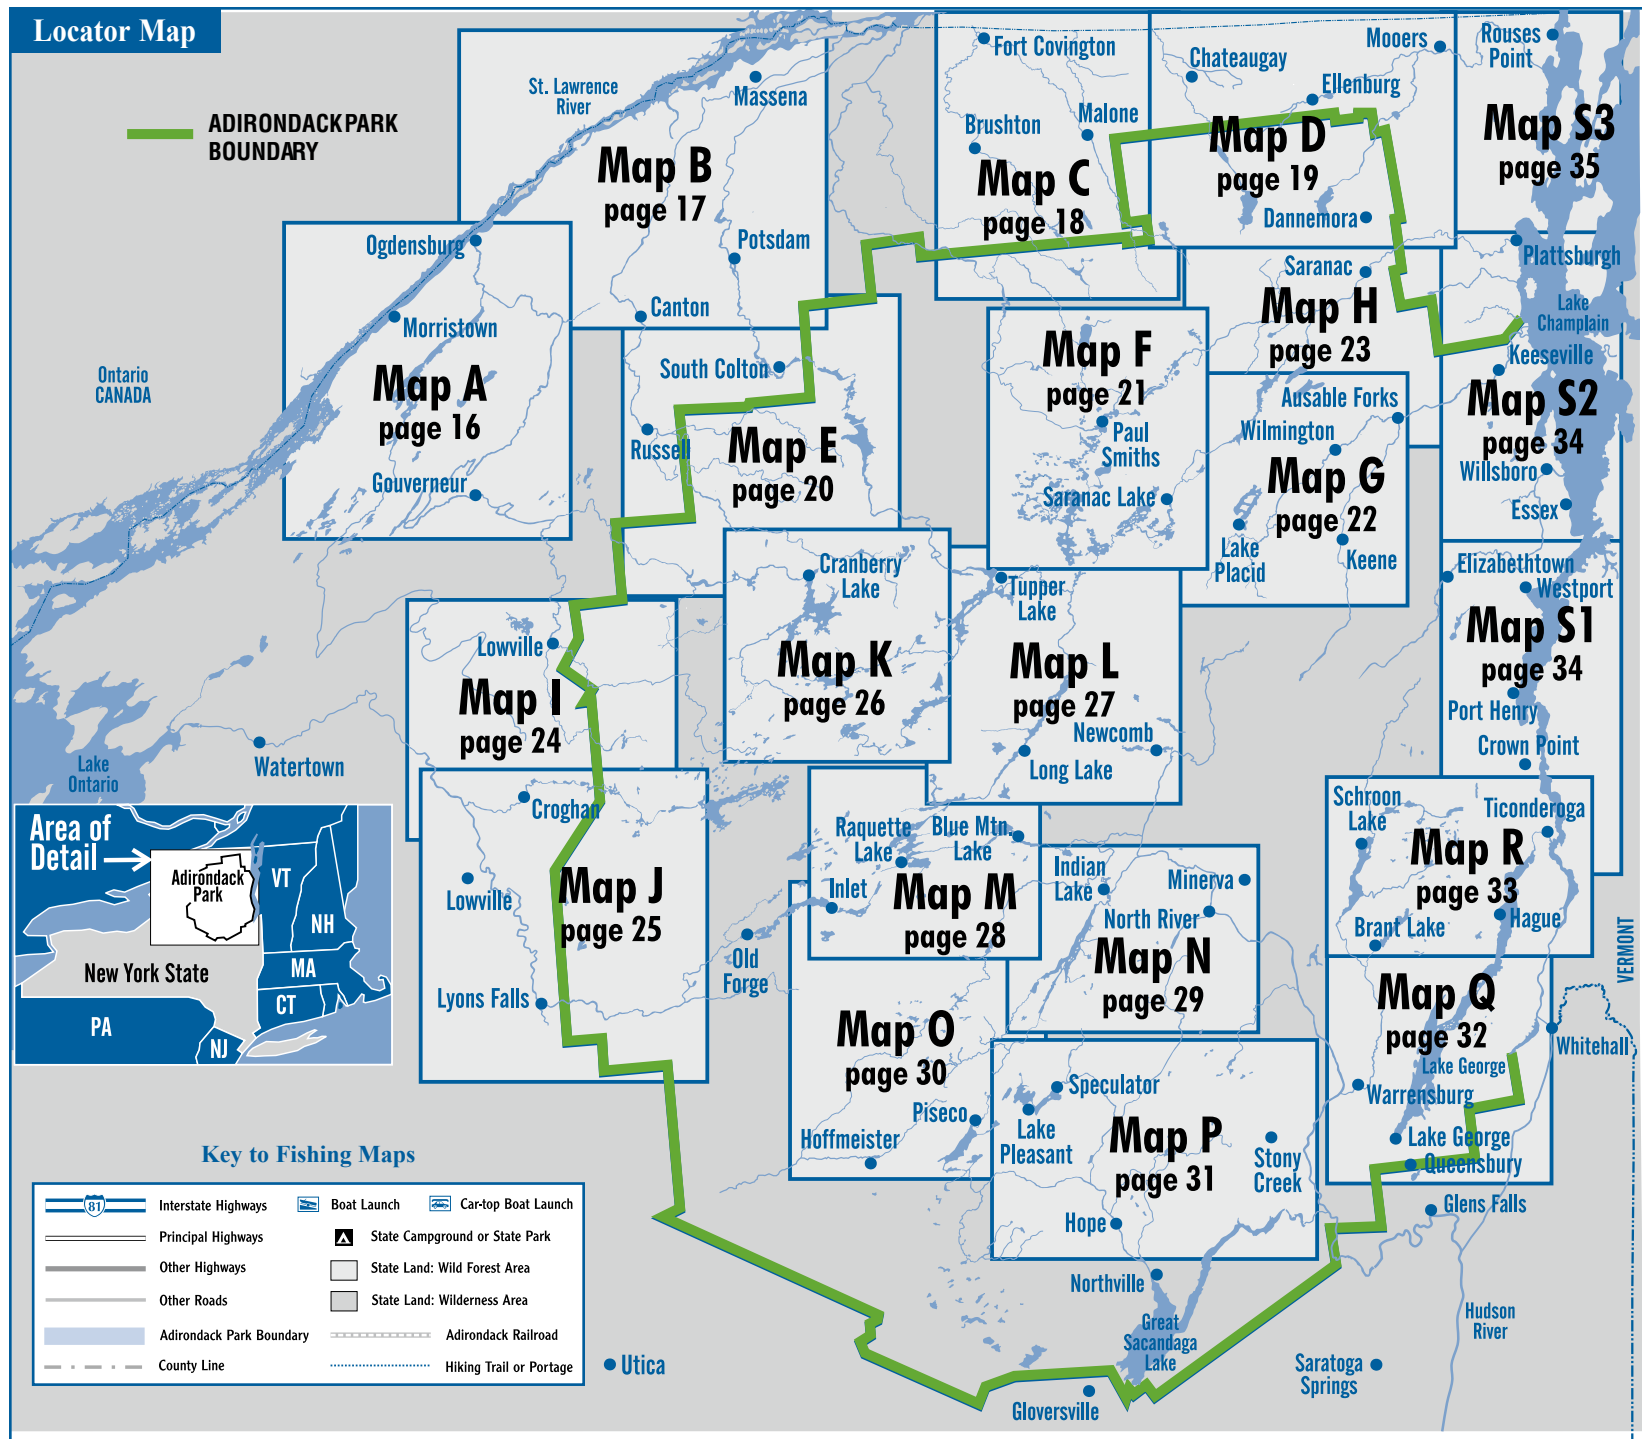 Locator Map
ADIRONDACK PARK
BOUNDARY
St. Lawrence
River
Massena
Map B
page 17
Potsdam
Canton
Ogdensburg
Morristown
Map A
page 16
Gouverneur
Ontario
CANADA
Fort Covington
Brushton
Malone
Map C
page 18
Chateaugay
Mooers
Ellenburg
Map D
page 19
Dannemora
Rouses
Point
Map S3
page 35
Plattsburgh
Lake
Champlain
Saranac
Map H
page 23
Keeseville
Map S2
page 34
Willsboro
Essex
South Colton
Russell
Map E
page 20
Map F
page 21
Paul
Smiths
Saranac Lake
Ausable Forks
Wilmington
Map G
page 22
Lake
Placid
Keene
Elizabethtown
Westport
Map S1
page 34
Port Henry
Crown Point
Cranberry
Lake
Map K
page 26
Tupper
Lake
Map L
page 27
Newcomb
Long Lake
Lowville
Map I
page 24
Watertown
Lake
Ontario
Croghan
Map J
page 25
Lowville
Lyons Falls
Old
Forge
Raquette
Lake
Blue Mtn.
Lake
Inlet
Map M
page 28
Indian
Lake
Minerva
North River
Map N
page 29
Schroon
Lake
Ticonderoga
Map R
page 33
Hague
Brant Lake
VERMONT
Map Q
page 32
Lake George
Whitehall
Warrensburg
Lake George
Queensbury
Glens Falls
Map O
page 30
Piseco
Hoffmeister
Speculator
Lake
Pleasant
Map P
page 31
Stony
Creek
Hope
Northville
Great
Sacandaga
Lake
Hudson
River
Saratoga
Springs
Gloversville
Utica
Area of
Detail
Adirondack
Park
VT
NH
MA
CT
New York State
PA
NJ
Key to Fishing Maps
81
Interstate Highways
Boat Launch
Car-top Boat Launch
Principal Highways
State Campground or State Park
Other Highways
State Land: Wild Forest Area
Other Roads
State Land: Wilderness Area
Adirondack Park Boundary
Adirondack Railroad
County Line
Hiking Trail or Portage